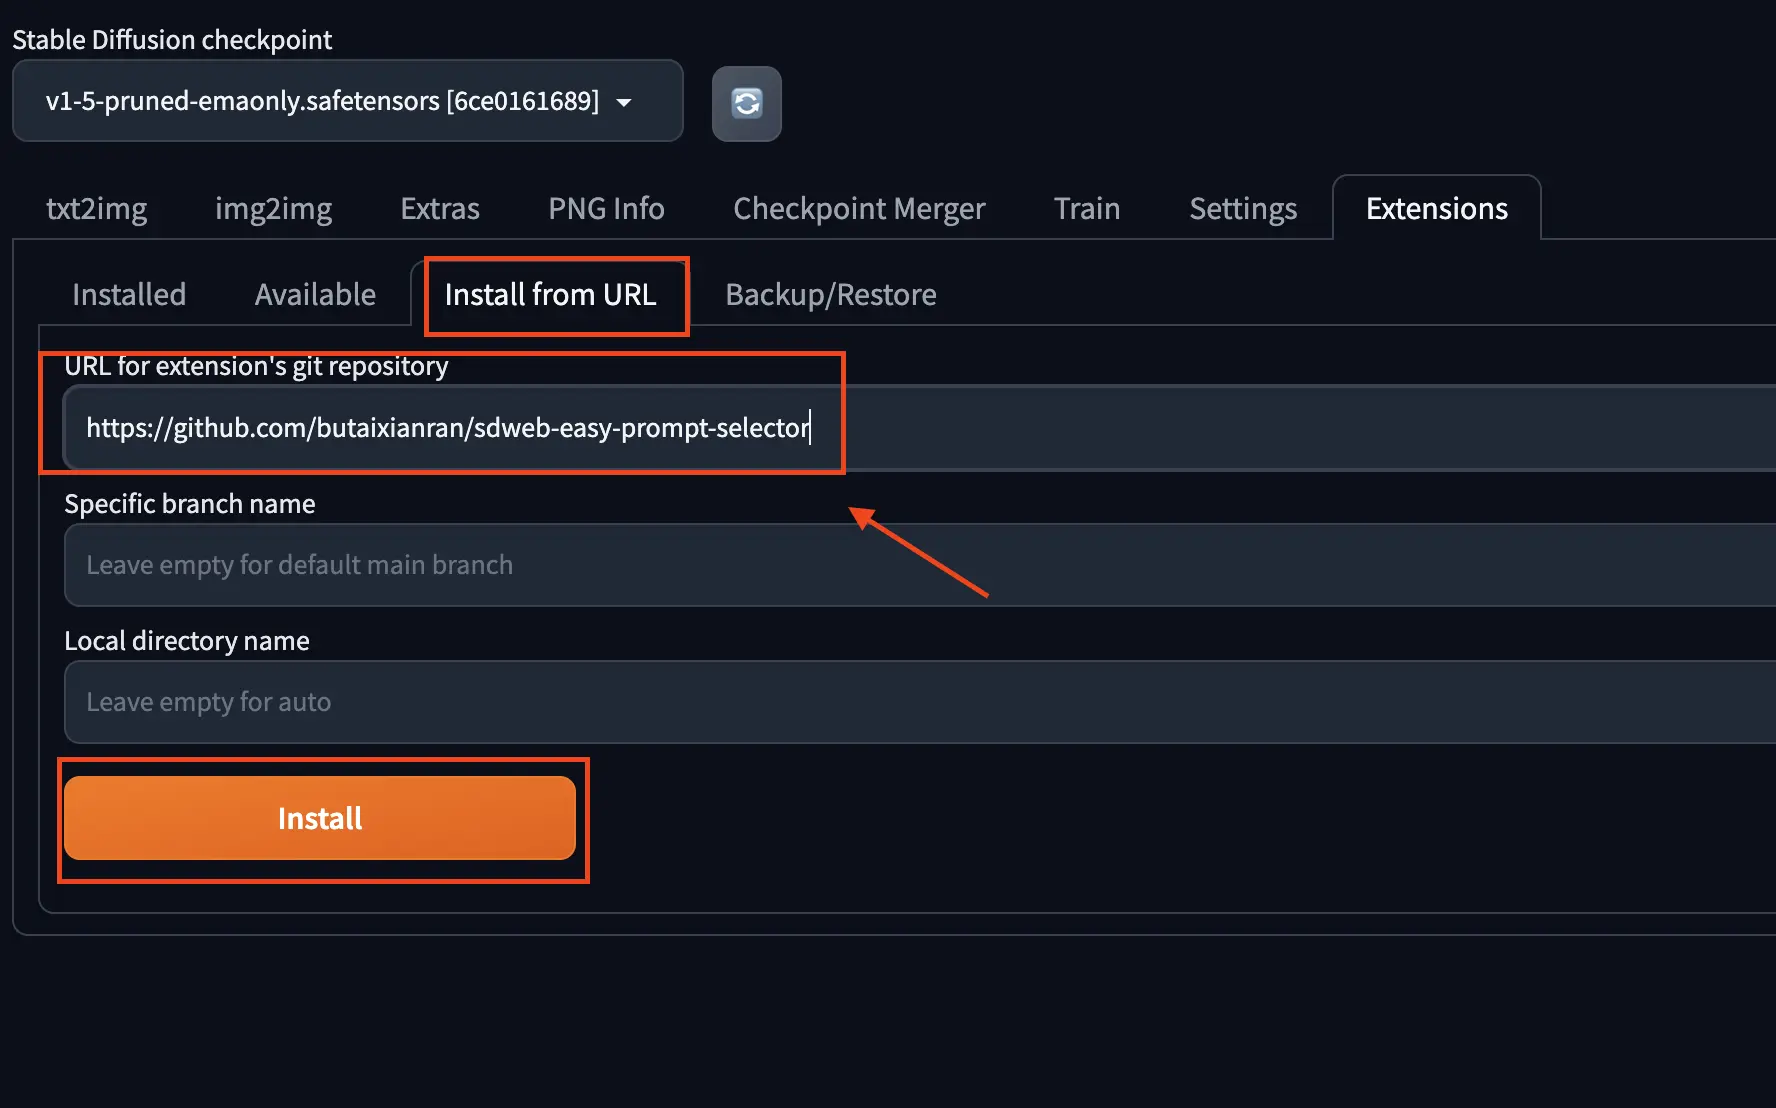 Stable Diffusion checkpoint
v1-5-pruned-emaonly.safetensors [6ce0161689]
txt2img img2img Extras PNG Info Checkpoint Merger Train Settings Extensions
Installed Available Install from URL Backup/Restore
URL for extension's git repository
https://github.com/butaixianran/sdweb-easy-prompt-selector
Specific branch name
Leave empty for default main branch
Local directory name
Leave empty for auto
Install